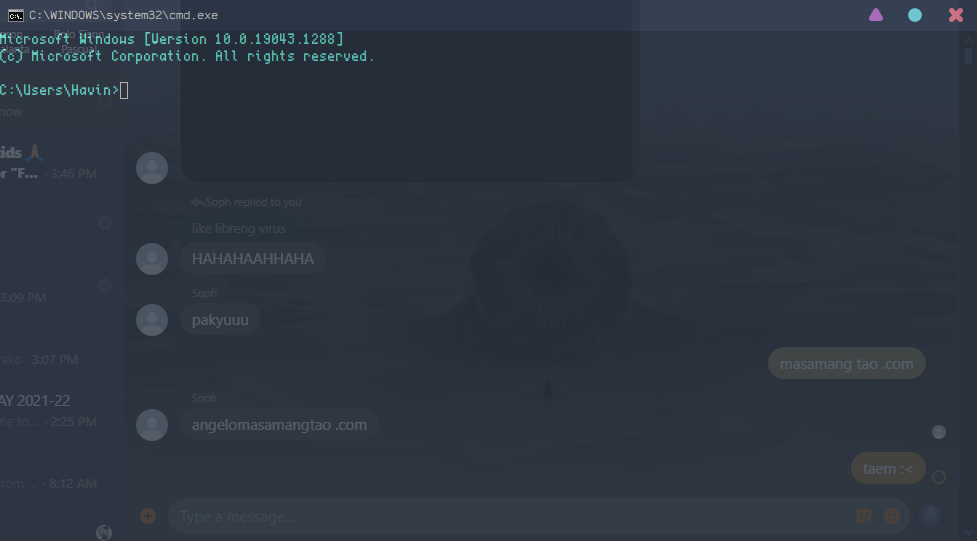 C:\WINDOWS\system32\cmd.exe
Microsoft Windows [Version 10.0.19043.1288]
(c) Microsoft Corporation. All rights reserved.
C:\Users\Havin>
Pascual
now
ids 🙏🏽
or "F... · 3:46 PM
Soph replied to you
like libreng virus
HAHAHAAHHAHA
3:09 PM
Soph
pakyuuu
ako · 3:07 PM
masamang tao .com
AY 2021-22
Soph
ne to... · 2:25 PM
angelomasamangtao .com
taem :<
rom ... · 8:12 AM
Type a message...